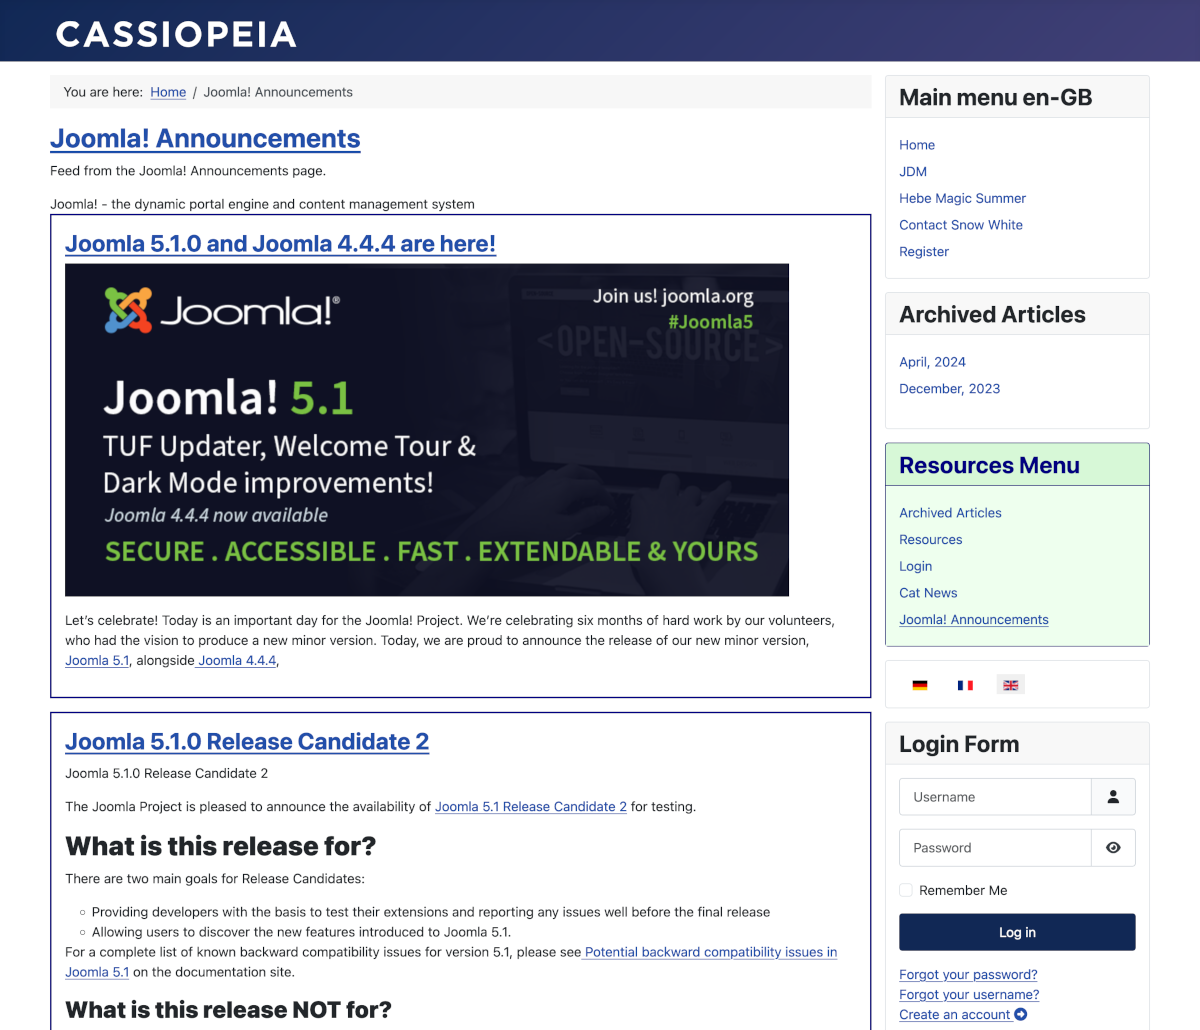 CASSIOPEIA
You are here: Home / Joomla! Announcements
Joomla! Announcements
Feed from the Joomla! Announcements page.
Joomla! - the dynamic portal engine and content management system
Joomla 5.1.0 and Joomla 4.4.4 are here!
Joomla!®
Join us! joomla.org
#Joomla5
<OPEN-SOURCE>
Joomla! 5.1
TUF Updater, Welcome Tour &
Dark Mode improvements!
Joomla 4.4.4 now available
SECURE . ACCESSIBLE . FAST . EXTENDABLE & YOURS
Let’s celebrate! Today is an important day for the Joomla! Project. We’re celebrating six months of hard work by our volunteers,
who had the vision to produce a new minor version. Today, we are proud to announce the release of our new minor version,
Joomla 5.1, alongside Joomla 4.4.4,
Joomla 5.1.0 Release Candidate 2
Joomla 5.1.0 Release Candidate 2
The Joomla Project is pleased to announce the availability of Joomla 5.1 Release Candidate 2 for testing.
What is this release for?
There are two main goals for Release Candidates:
Providing developers with the basis to test their extensions and reporting any issues well before the final release
Allowing users to discover the new features introduced to Joomla 5.1.
For a complete list of known backward compatibility issues for version 5.1, please see Potential backward compatibility issues in
Joomla 5.1 on the documentation site.
What is this release NOT for?
Main menu en-GB
Home
JDM
Hebe Magic Summer
Contact Snow White
Register
Archived Articles
April, 2024
December, 2023
Resources Menu
Archived Articles
Resources
Login
Cat News
Joomla! Announcements
Login Form
Username
Password
Remember Me
Log in
Forgot your password?
Forgot your username?
Create an account